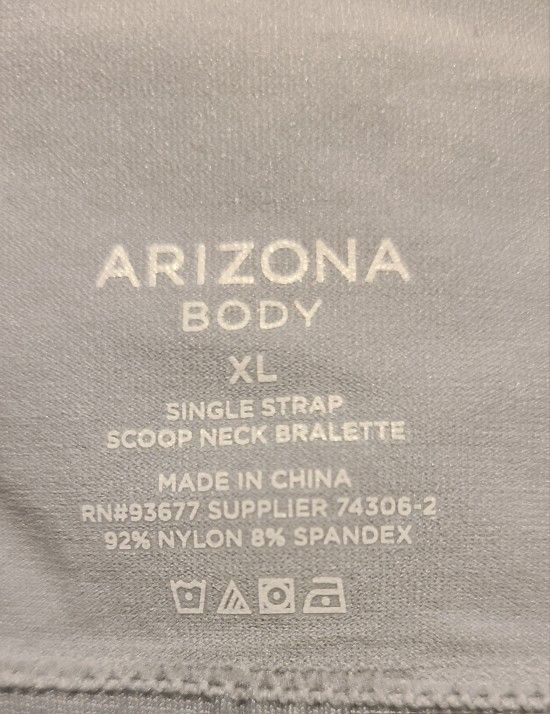 ARIZONA
BODY
XL
SINGLE STRAP
SCOOP NECK BRALETTE
MADE IN CHINA
RN#93677 SUPPLIER 74306-2
92% NYLON 8% SPANDEX